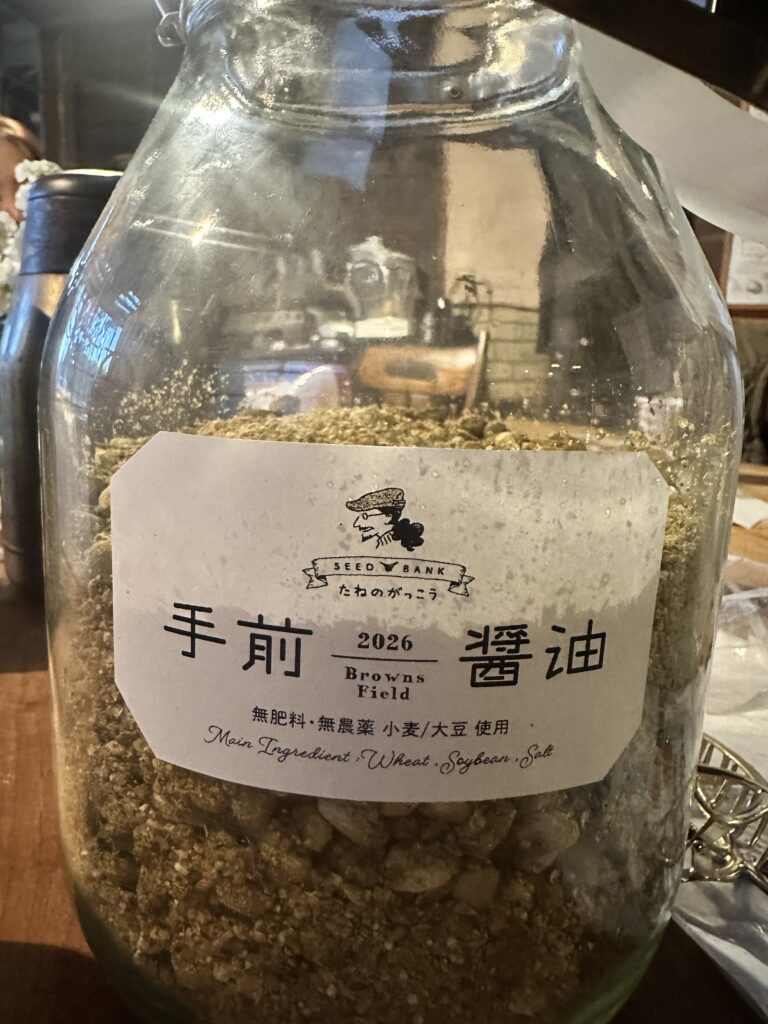 SEED BANK
たねのがっこう
手前 醤油
2026
Browns
Field
無肥料・無農薬 小麦/大豆 使用
Main Ingredient, Wheat, Soybean, Salt